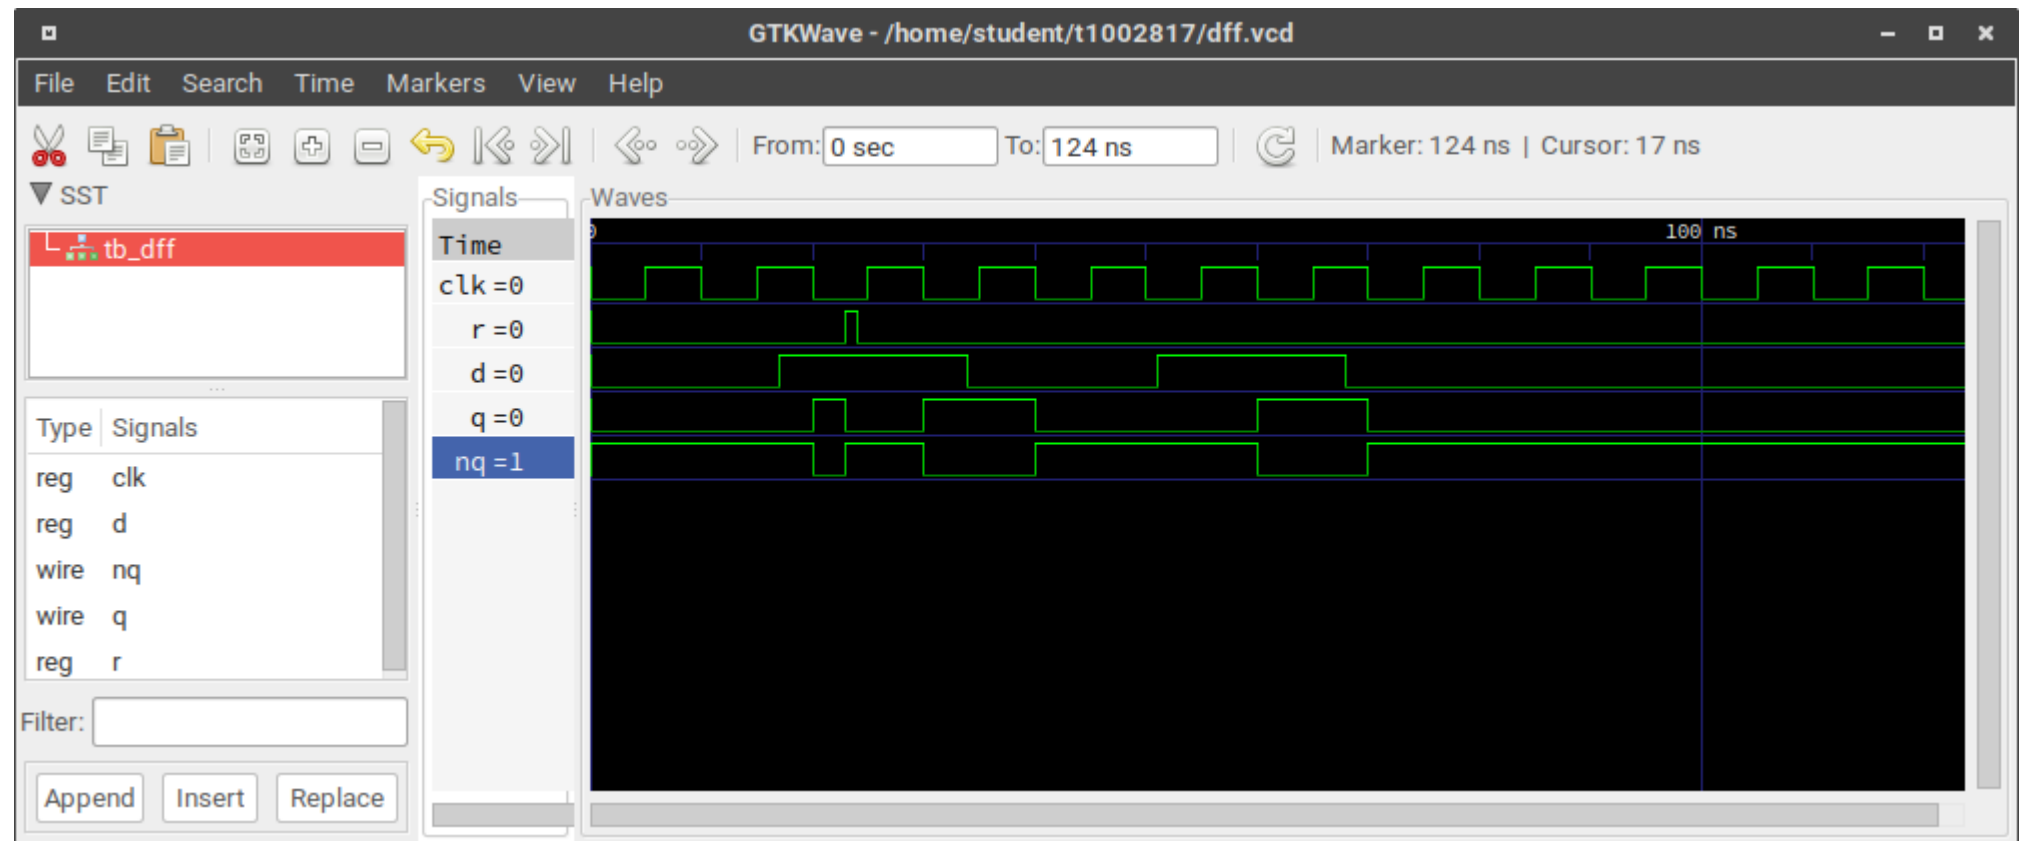 GTKWave - /home/student/t1002817/dff.vcd
File Edit Search Time Markers View Help
From: 0 sec To: 124 ns Marker: 124 ns | Cursor: 17 ns
SST
tb_dff
Type Signals
reg clk
reg d
wire nq
wire q
reg r
Filter:
Append Insert Replace
Signals
Time
clk =0
r =0
d =0
q =0
nq =1
Waves
0 100 ns